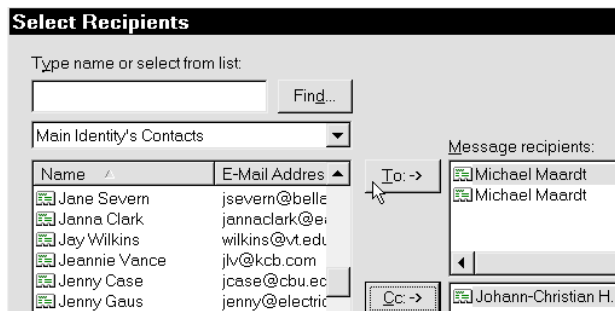 Select Recipients
Type name or select from list:
Find...
Main Identity's Contacts
Name E-Mail Addres
Jane Severn jsevern@belle
Janna Clark jannaclark@ea
Jay Wilkins wilkins@vt.edu
Jeannie Vance jlv@kcb.com
Jenny Case jcase@cbu.ec
Jenny Gaus jenny@electric
To: ->
Cc: ->
Message recipients:
Michael Maardt
Michael Maardt
Johann-Christian H.